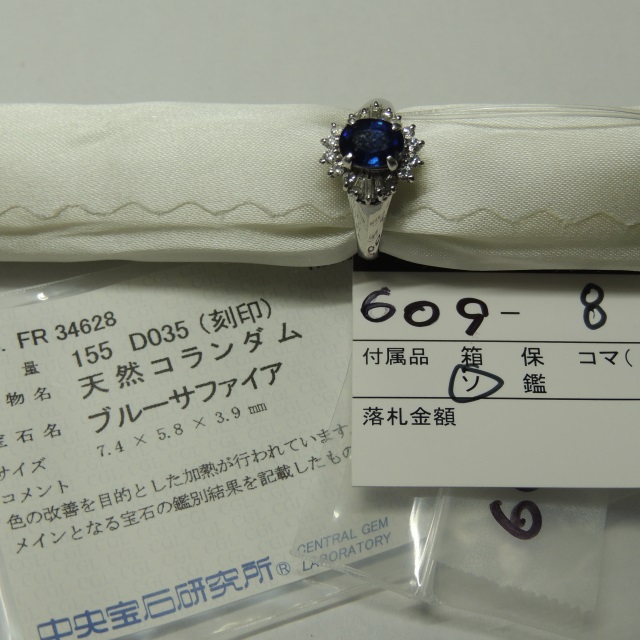 FR 34628
量 155 D035 (刻印)
物名 天然コランダム
宝石名 ブルーサファイア
サイズ 7.4 × 5.8 × 3.9 mm
コメント
色の改善を目的とした加熱が行われています
メインとなる宝石の鑑別結果を記載したもの
中央宝石研究所® CENTRAL GEM
LABORATORY
609-8
付属品 箱 保 コマ(
ソ 鑑
落札金額